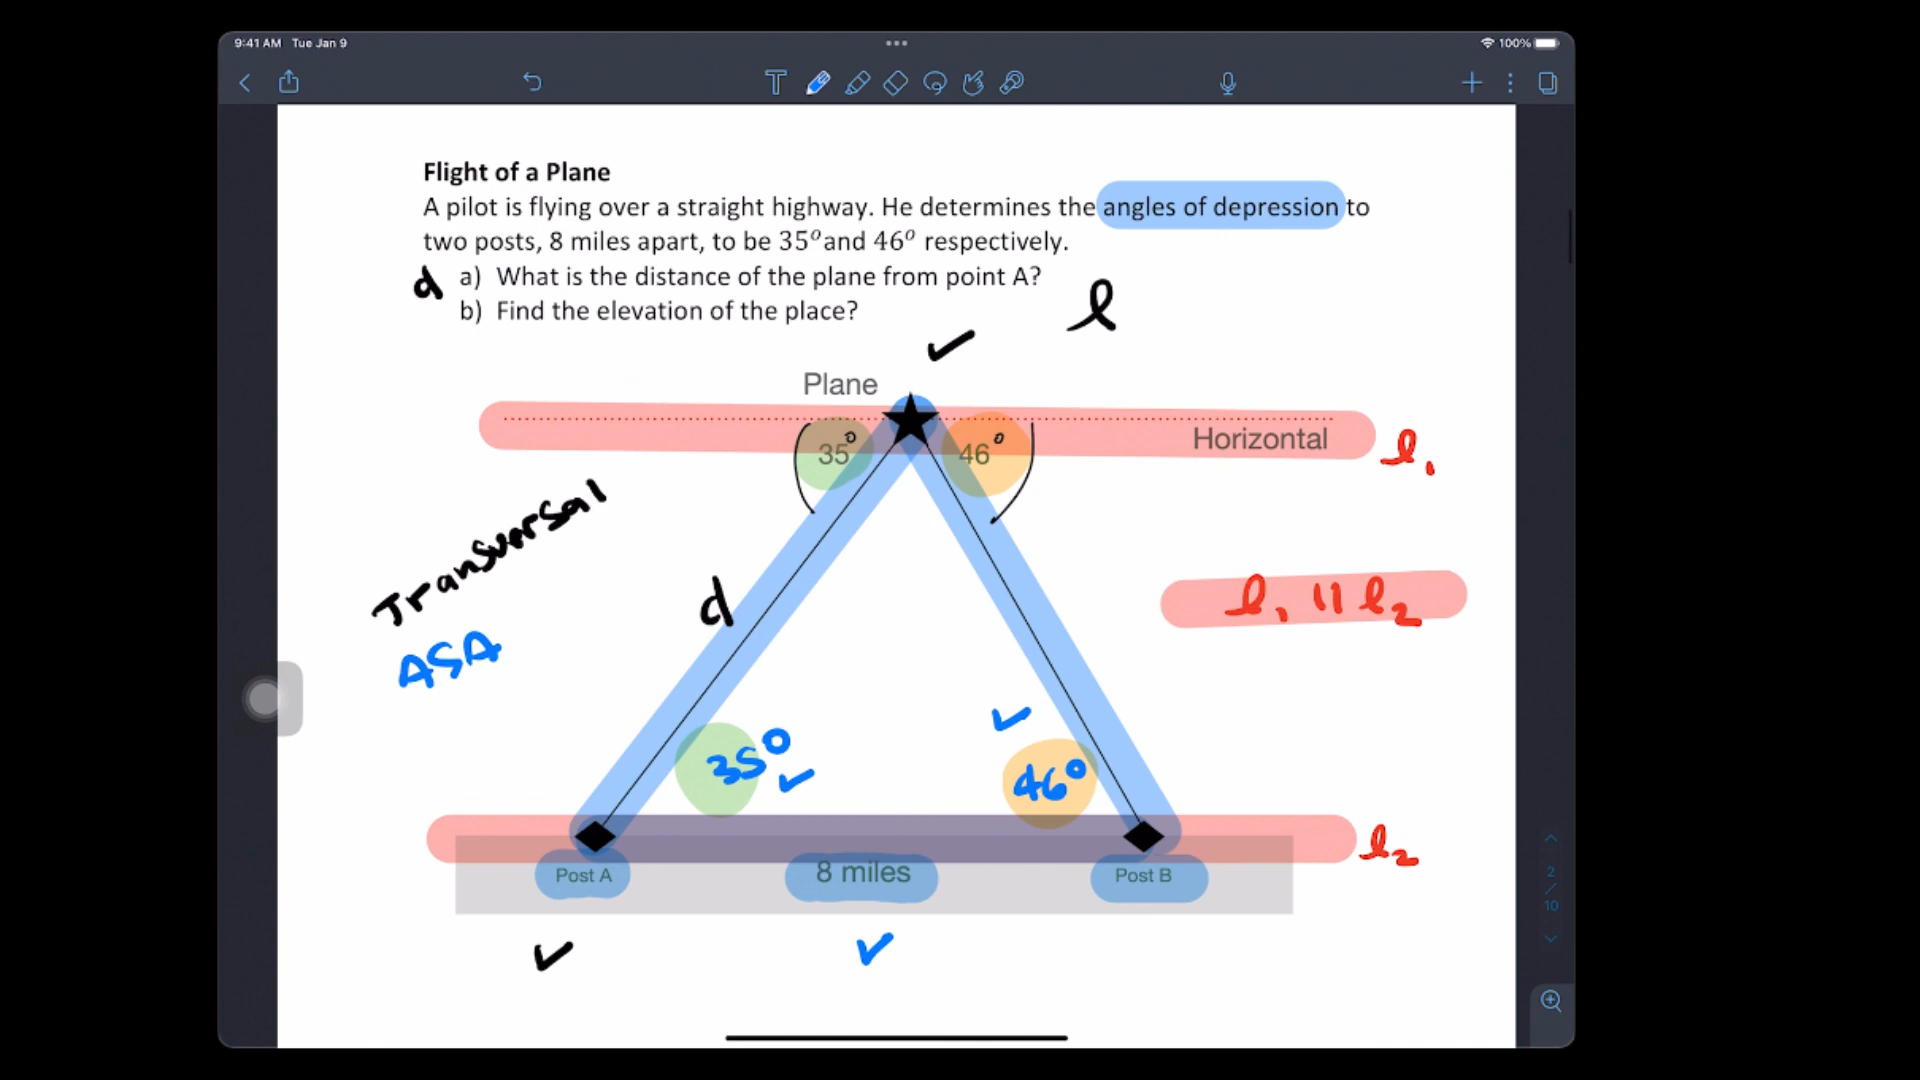 9:41 AM Tue Jan 9
100%
Flight of a Plane
A pilot is flying over a straight highway. He determines the angles of depression to
two posts, 8 miles apart, to be 35° and 46° respectively.
d a) What is the distance of the plane from point A?
b) Find the elevation of the place?
l
Plane
Horizontal
l₁
35°
46°
Transversal
ASA
d
l₁ || l₂
35°
46°
l₂
Post A
8 miles
Post B
2
/
10